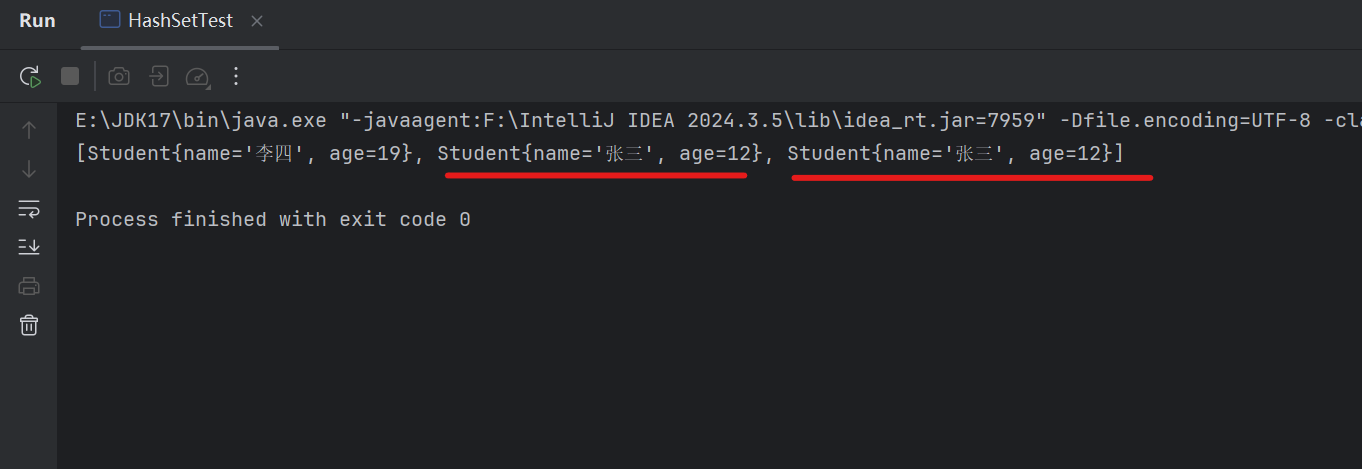 Run HashSetTest
E:\JDK17\bin\java.exe "-javaagent:F:\IntelliJ IDEA 2024.3.5\lib\idea_rt.jar=7959" -Dfile.encoding=UTF-8 -cla
[Student{name='李四', age=19}, Student{name='张三', age=12}, Student{name='张三', age=12}]
Process finished with exit code 0